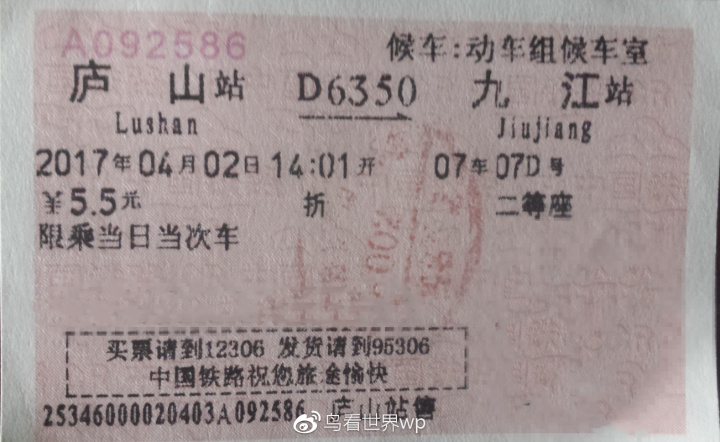 A092586
候车:动车组候车室
庐山站 D6350 九江站
Lushan Jiujiang
2017年04月02日14:01开 07车07D号
¥5.5元 折 二等座
限乘当日当次车
买票请到12306 发货请到95306
中国铁路祝您旅途愉快
25346000020403A092586 庐山站售
鸟看世界wp